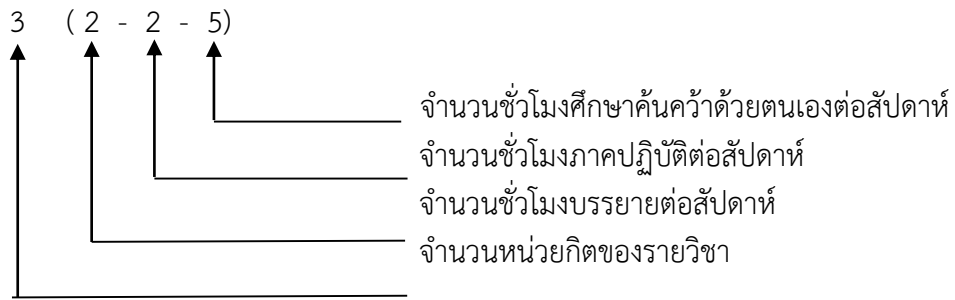 3 ( 2 - 2 - 5)
จำนวนชั่วโมงศึกษาค้นคว้าด้วยตนเองต่อสัปดาห์
จำนวนชั่วโมงภาคปฏิบัติต่อสัปดาห์
จำนวนชั่วโมงบรรยายต่อสัปดาห์
จำนวนหน่วยกิตของรายวิชา